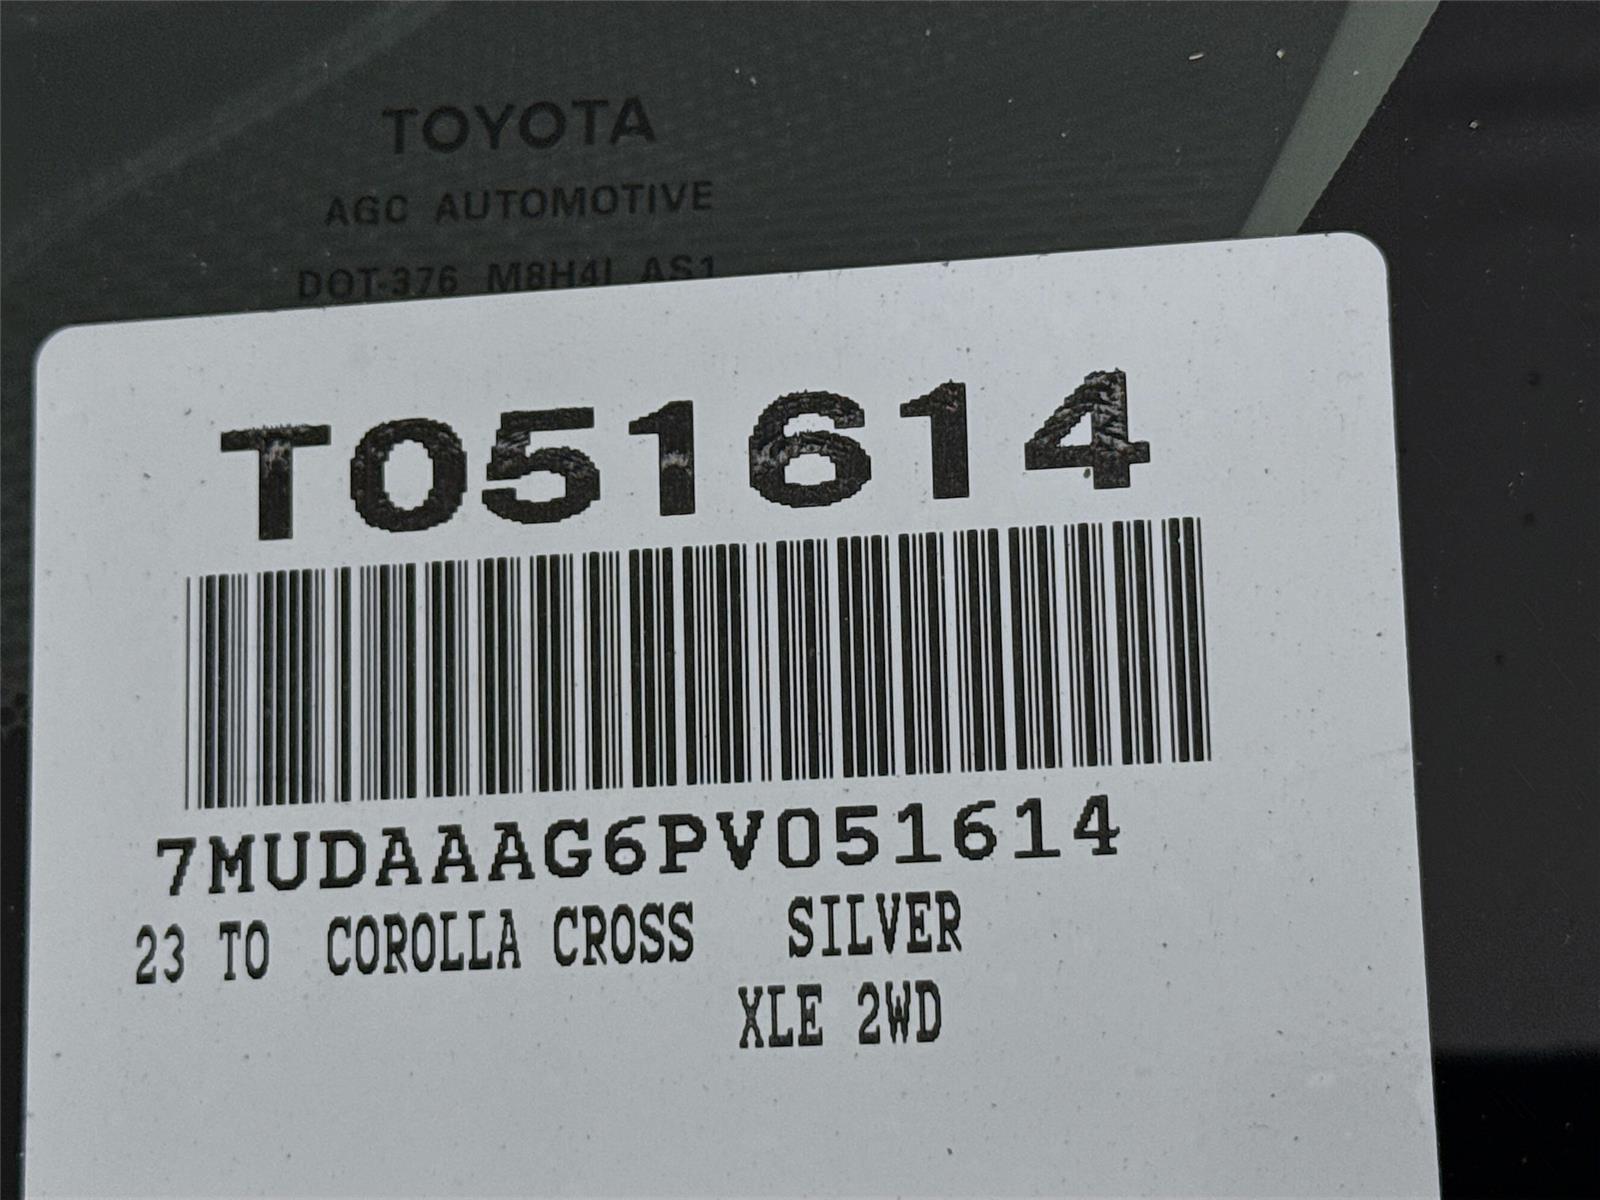 TOYOTA
AGC AUTOMOTIVE
DOT-376 M8H4L AS1
T051614
7MUDAAAG6PV051614
23 TO COROLLA CROSS SILVER
XLE 2WD